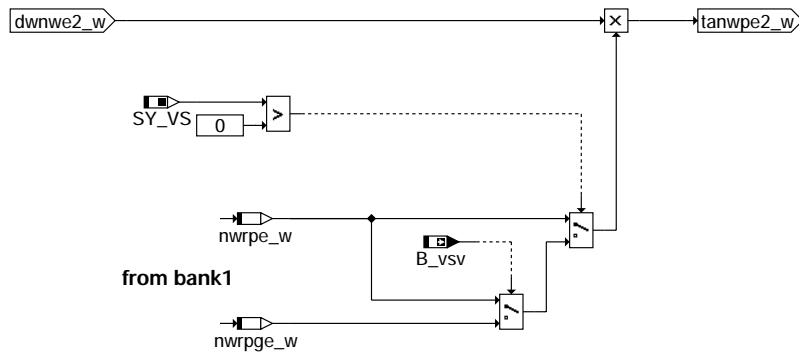 dwnwe2_w
×
tanwpe2_w
SY_VS
0
>
nwrpe_w
B_vsv
from bank1
nwrpge_w